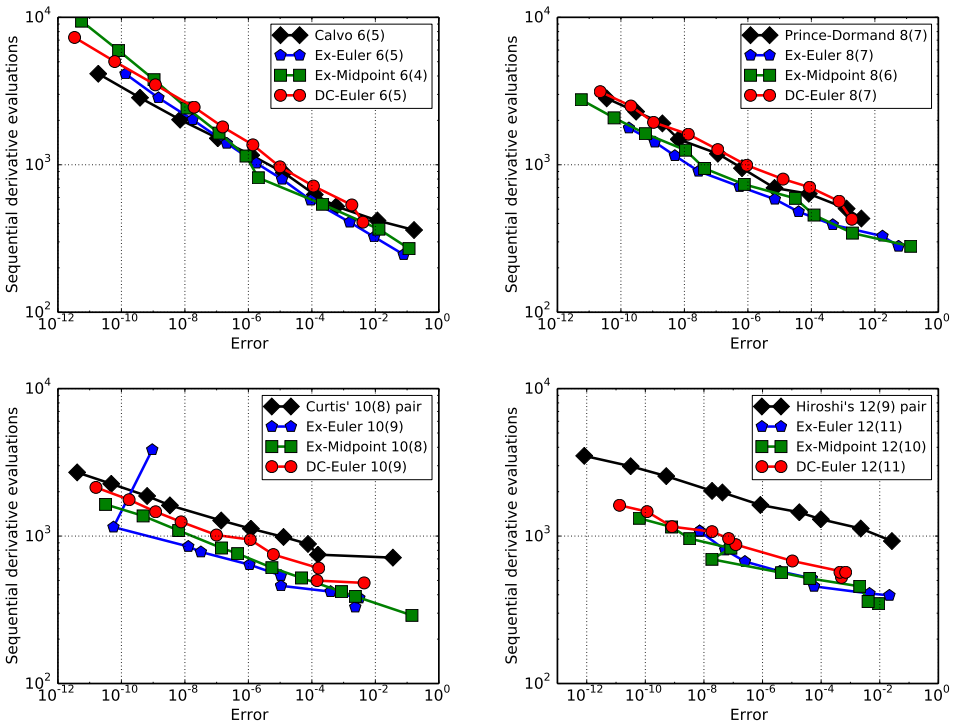 Sequential derivative evaluations
10^4
10^3
10^2
10^-12
10^-10
10^-8
10^-6
10^-4
10^-2
10^0
Error
Calvo 6(5)
Ex-Euler 6(5)
Ex-Midpoint 6(4)
DC-Euler 6(5)
Sequential derivative evaluations
10^4
10^3
10^2
10^-12
10^-10
10^-8
10^-6
10^-4
10^-2
10^0
Error
Prince-Dormand 8(7)
Ex-Euler 8(7)
Ex-Midpoint 8(6)
DC-Euler 8(7)
Sequential derivative evaluations
10^4
10^3
10^2
10^-12
10^-10
10^-8
10^-6
10^-4
10^-2
10^0
Error
Curtis' 10(8) pair
Ex-Euler 10(9)
Ex-Midpoint 10(8)
DC-Euler 10(9)
Sequential derivative evaluations
10^4
10^3
10^2
10^-12
10^-10
10^-8
10^-6
10^-4
10^-2
10^0
Error
Hiroshi's 12(9) pair
Ex-Euler 12(11)
Ex-Midpoint 12(10)
DC-Euler 12(11)